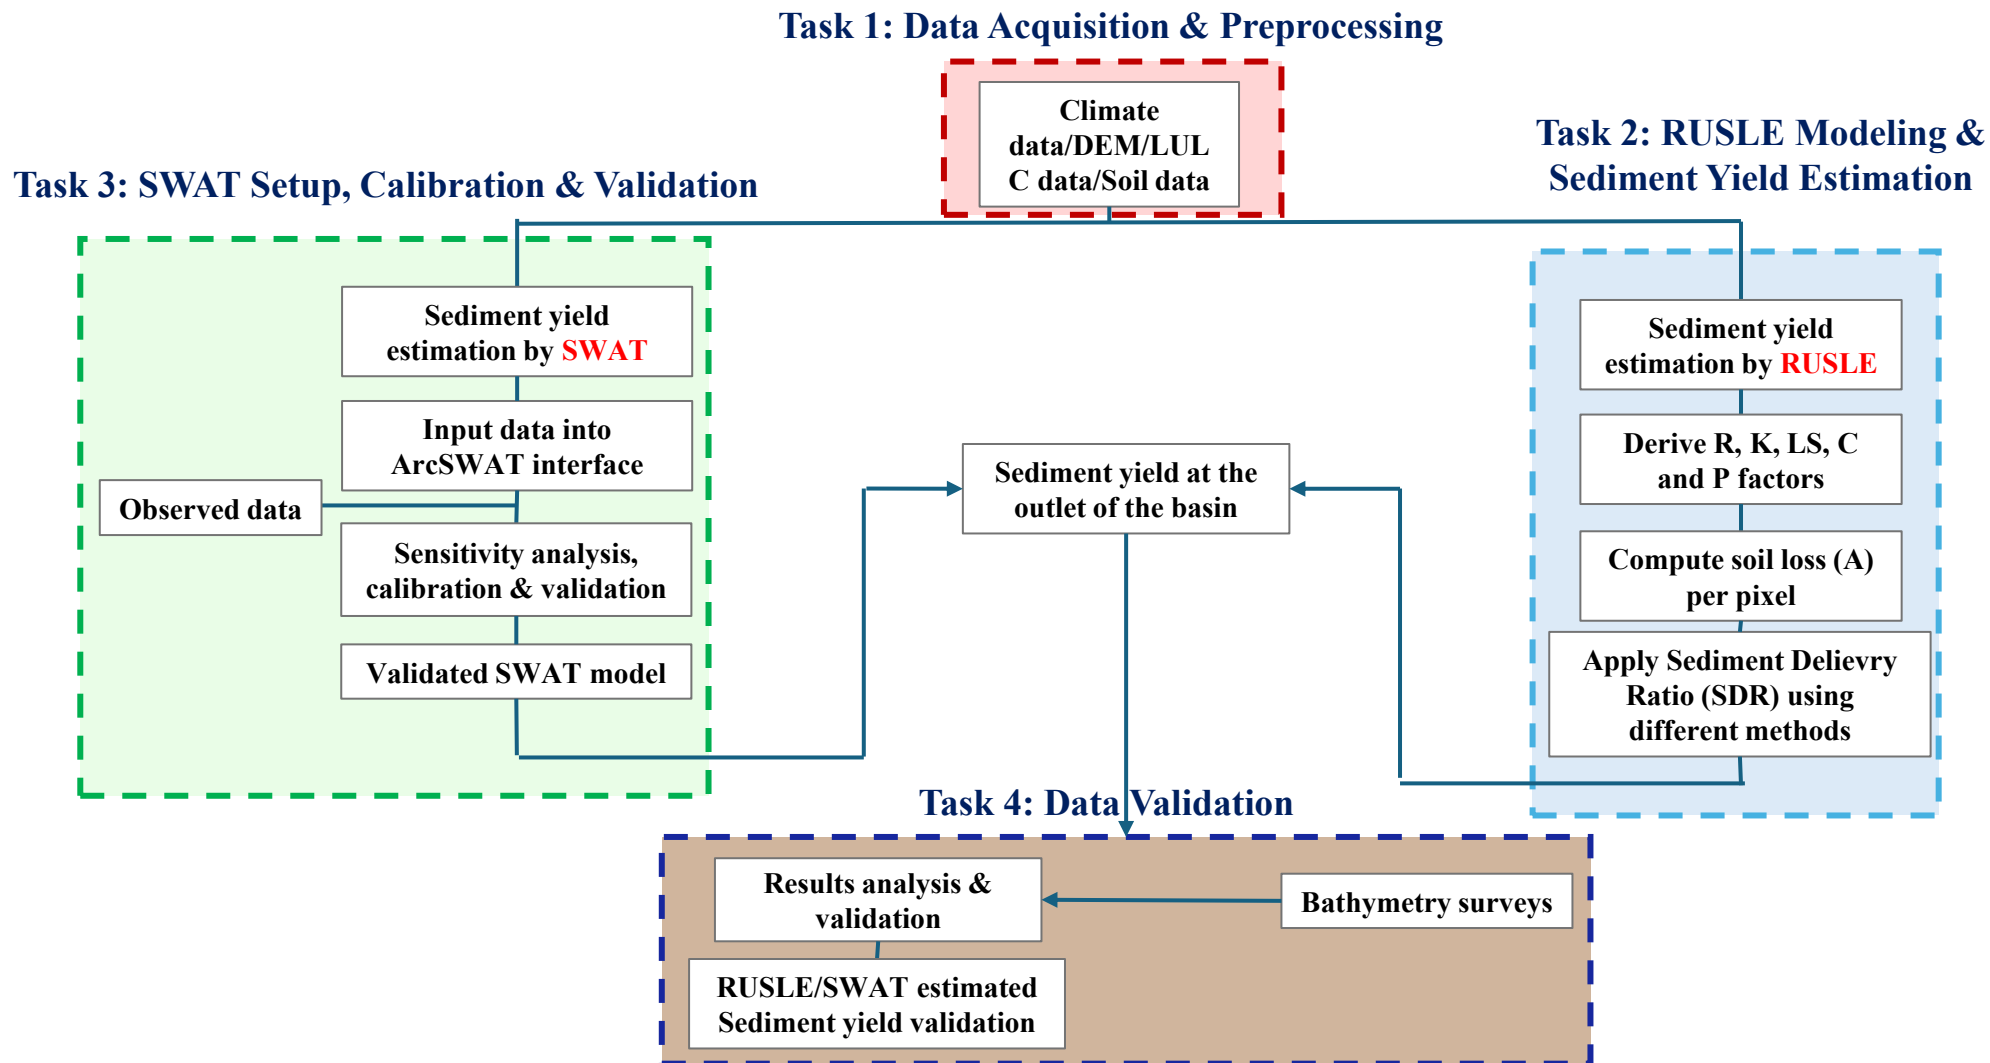 Task 1: Data Acquisition & Preprocessing
Climate
data/DEM/LUL
C data/Soil data
Task 2: RUSLE Modeling &
Sediment Yield Estimation
Task 3: SWAT Setup, Calibration & Validation
Sediment yield
estimation by SWAT
Input data into
ArcSWAT interface
Observed data
Sensitivity analysis,
calibration & validation
Validated SWAT model
Sediment yield at the
outlet of the basin
Sediment yield
estimation by RUSLE
Derive R, K, LS, C
and P factors
Compute soil loss (A)
per pixel
Apply Sediment Delievry
Ratio (SDR) using
different methods
Task 4: Data Validation
Results analysis &
validation
Bathymetry surveys
RUSLE/SWAT estimated
Sediment yield validation